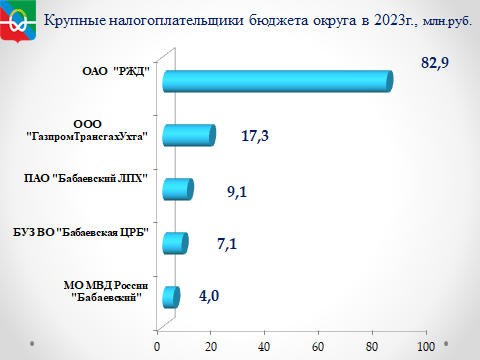 Крупные налогоплательщики бюджета округа в 2023г., млн.руб.
ОАО "РЖД"
82,9
ООО
"ГазпромТрансгазУхта"
17,3
ПАО "Бабаевский ЛПХ"
9,1
БУЗ ВО "Бабаевская ЦРБ"
7,1
МО МВД России
"Бабаевский"
4,0
0 20 40 60 80 100